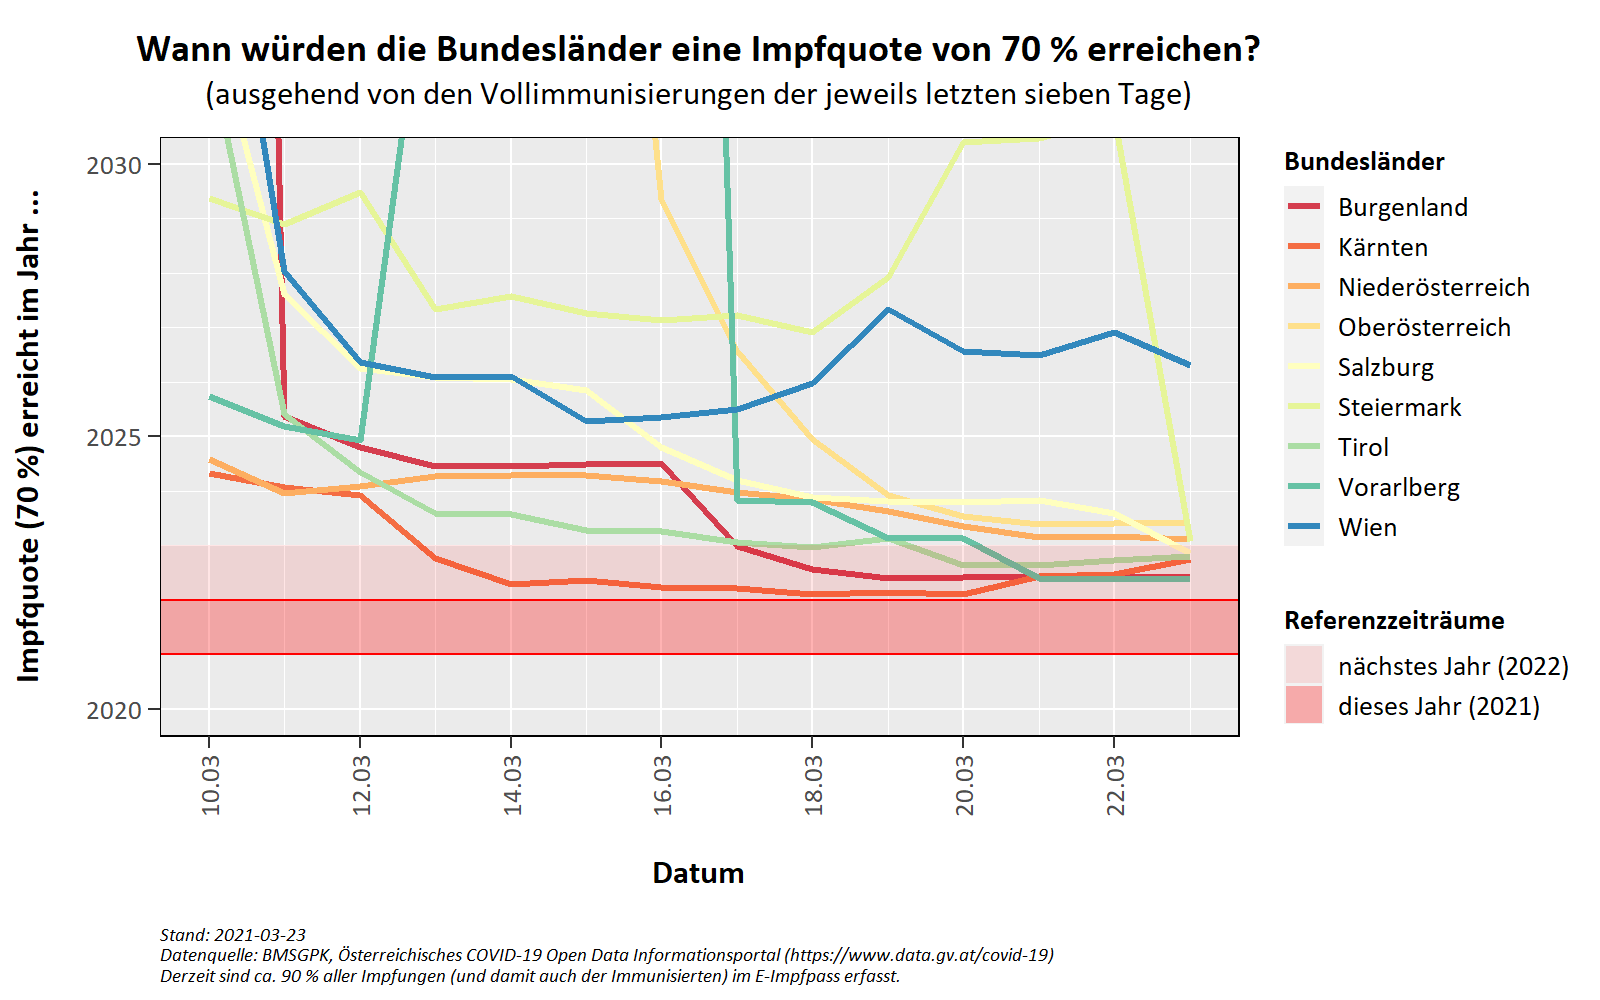 Wann würden die Bundesländer eine Impfquote von 70 % erreichen?
(ausgehend von den Vollimmunisierungen der jeweils letzten sieben Tage)
Impfquote (70 %) erreicht im Jahr ...
2030
2025
2020
10.03
12.03
14.03
16.03
18.03
20.03
22.03
Datum
Bundesländer
Burgenland
Kärnten
Niederösterreich
Oberösterreich
Salzburg
Steiermark
Tirol
Vorarlberg
Wien
Referenzzeiträume
nächstes Jahr (2022)
dieses Jahr (2021)
Stand: 2021-03-23
Datenquelle: BMSGPK, Österreichisches COVID-19 Open Data Informationsportal (https://www.data.gv.at/covid-19)
Derzeit sind ca. 90 % aller Impfungen (und damit auch der Immunisierten) im E-Impfpass erfasst.